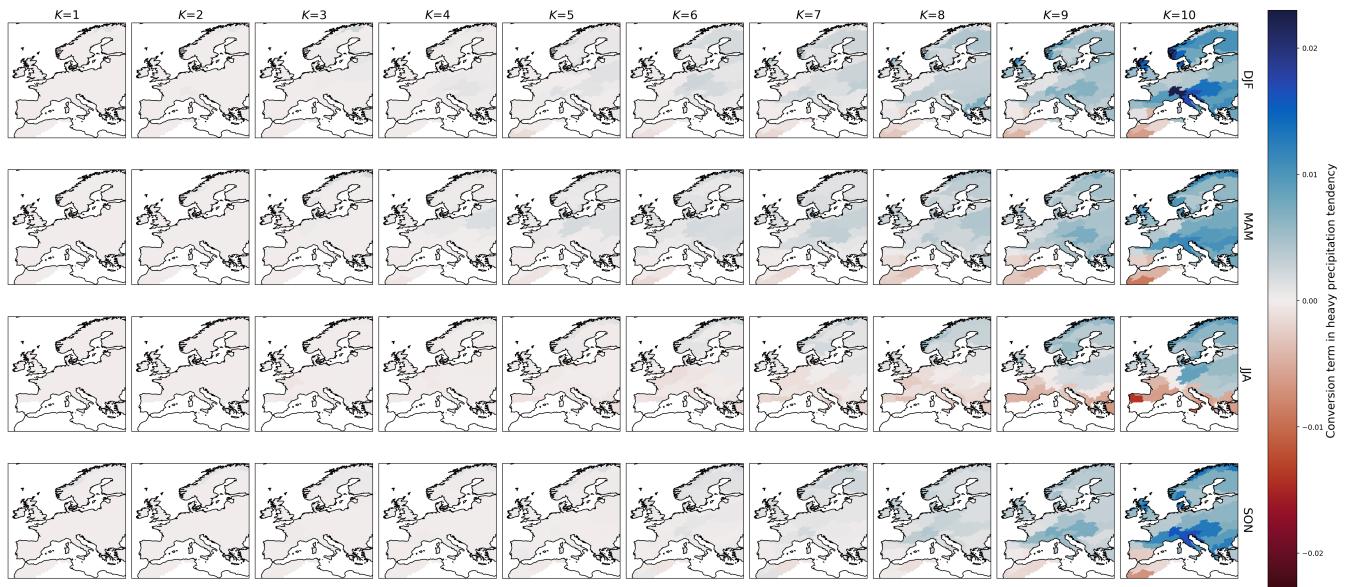 K=1 K=2 K=3 K=4 K=5 K=6 K=7 K=8 K=9 K=10
DJF
MAM
JJA
SON
0.02
0.01
0.00
−0.01
−0.02
Conversion term in heavy precipitation tendency